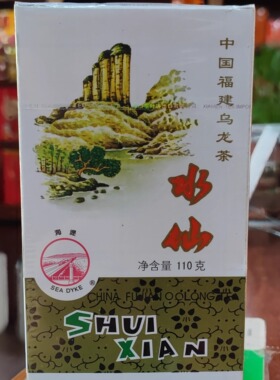 中国福建乌龙茶
水仙
净含量 110克
海堤
SEA DYKE
CHINA FUJIAN OOLONG TEA
SHUI
XIAN